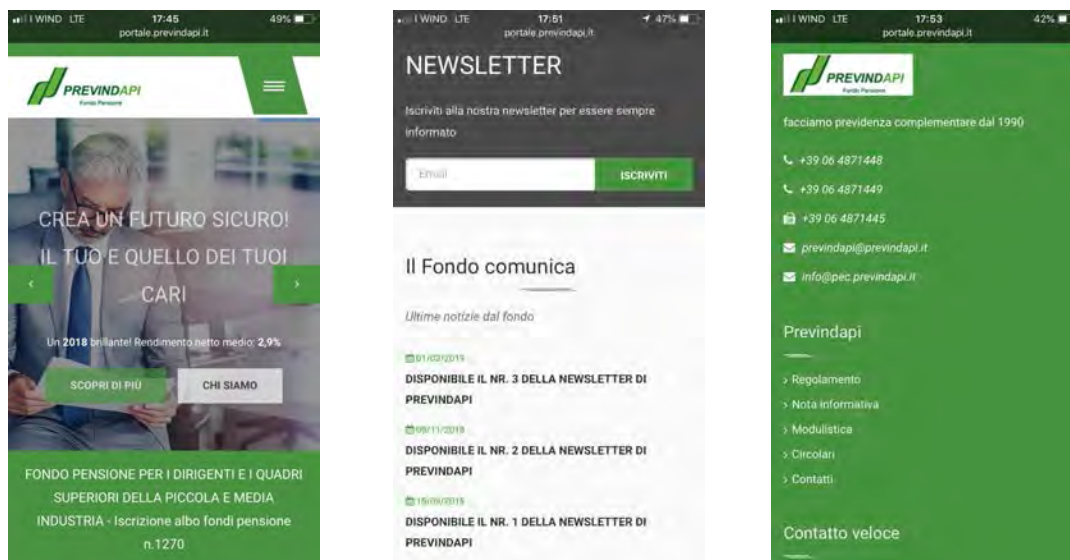 WIND LTE 17:45 49%
portale.previndapi.it
PREVINDAPI
Fondo Pensione
CREA UN FUTURO SICURO!
IL TUO E QUELLO DEI TUOI
CARI
Un 2018 brillante! Rendimento netto medio: 2,9%
SCOPRI DI PIÙ
CHI SIAMO
FONDO PENSIONE PER I DIRIGENTI E I QUADRI
SUPERIORI DELLA PICCOLA E MEDIA
INDUSTRIA - Iscrizione albo fondi pensione
n.1270
WIND LTE 17:51 47%
portale.previndapi.it
NEWSLETTER
Iscriviti alla nostra newsletter per essere sempre
informato
Email
ISCRIVITI
Il Fondo comunica
Ultime notizie dal fondo
DISPONIBILE IL NR. 3 DELLA NEWSLETTER DI
PREVINDAPI
DISPONIBILE IL NR. 2 DELLA NEWSLETTER DI
PREVINDAPI
DISPONIBILE IL NR. 1 DELLA NEWSLETTER DI
PREVINDAPI
WIND LTE 17:53 42%
portale.previndapi.it
PREVINDAPI
Fondo Pensione
facciamo previdenza complementare dal 1990
+39 06 4871448
+39 06 4871449
+39 06 4871445
previndapi@previndapi.it
info@pec.previndapi.it
Previndapi
> Regolamento
> Nota informativa
> Modulistica
> Circolari
> Contatti
Contatto veloce